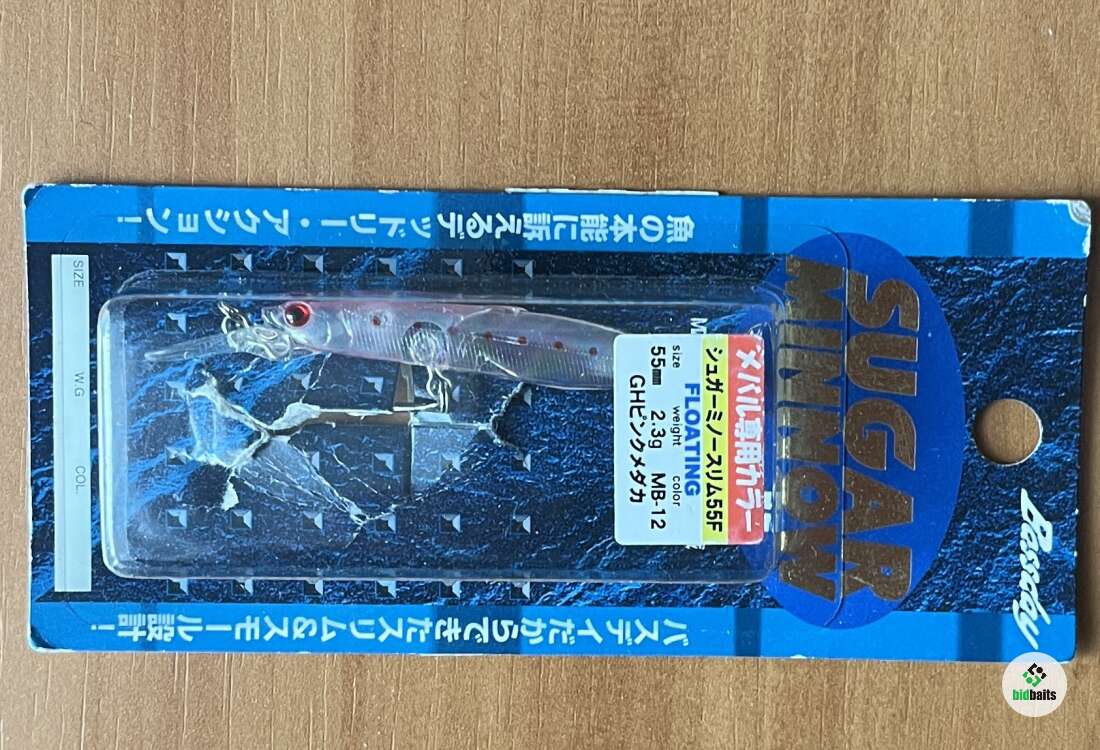 Bassday
SUGAR
MINNOW
メバル専用カラー
シュガーミノースリム55F
FLOATING
size weight color
55㎜ 2.3g MB-12
GHピンクメダカ
魚の本能に訴えるデッドリー・アクション!
バスデイだからできたスリム&スモール設計!
SIZE WG COL.
bidbaits